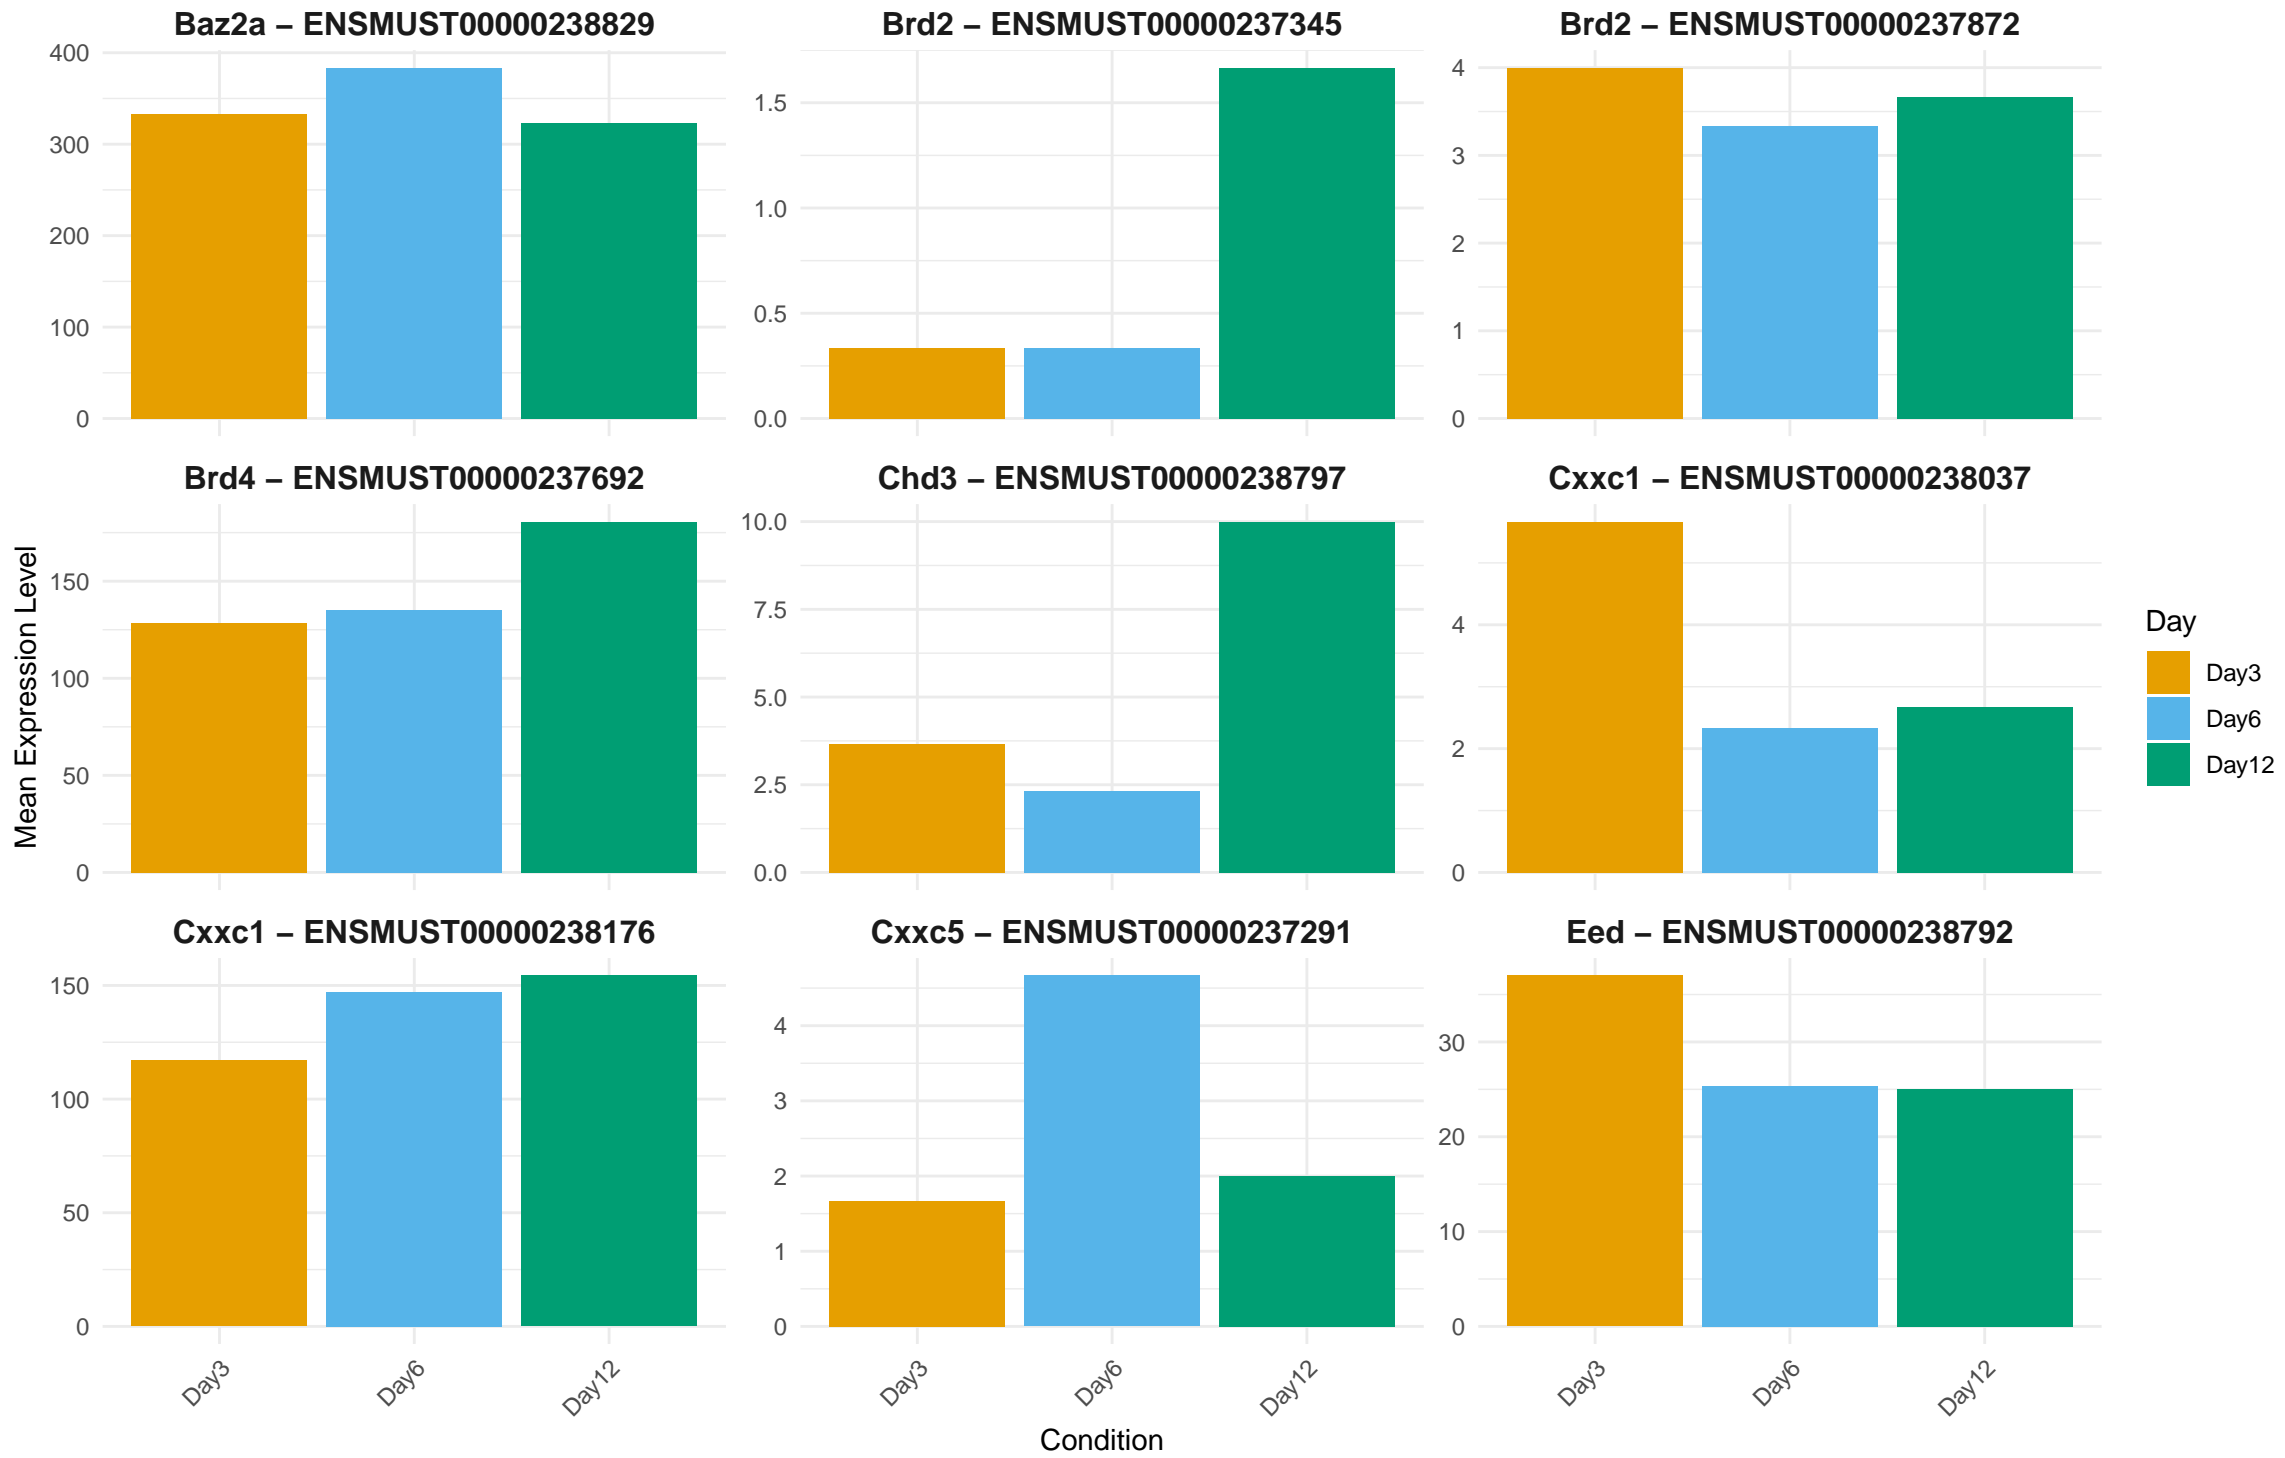 Baz2a – ENSMUST00000238829
Brd2 – ENSMUST00000237345
Brd2 – ENSMUST00000237872
400
300
200
100
0
1.5
1.0
0.5
0.0
4
3
2
1
0
Brd4 – ENSMUST00000237692
Chd3 – ENSMUST00000238797
Cxxc1 – ENSMUST00000238037
Mean Expression Level
150
100
50
0
10.0
7.5
5.0
2.5
0.0
4
2
0
Day
Day3
Day6
Day12
Cxxc1 – ENSMUST00000238176
Cxxc5 – ENSMUST00000237291
Eed – ENSMUST00000238792
150
100
50
0
4
3
2
1
0
30
20
10
0
Day3
Day6
Day12
Day3
Day6
Day12
Day3
Day6
Day12
Condition